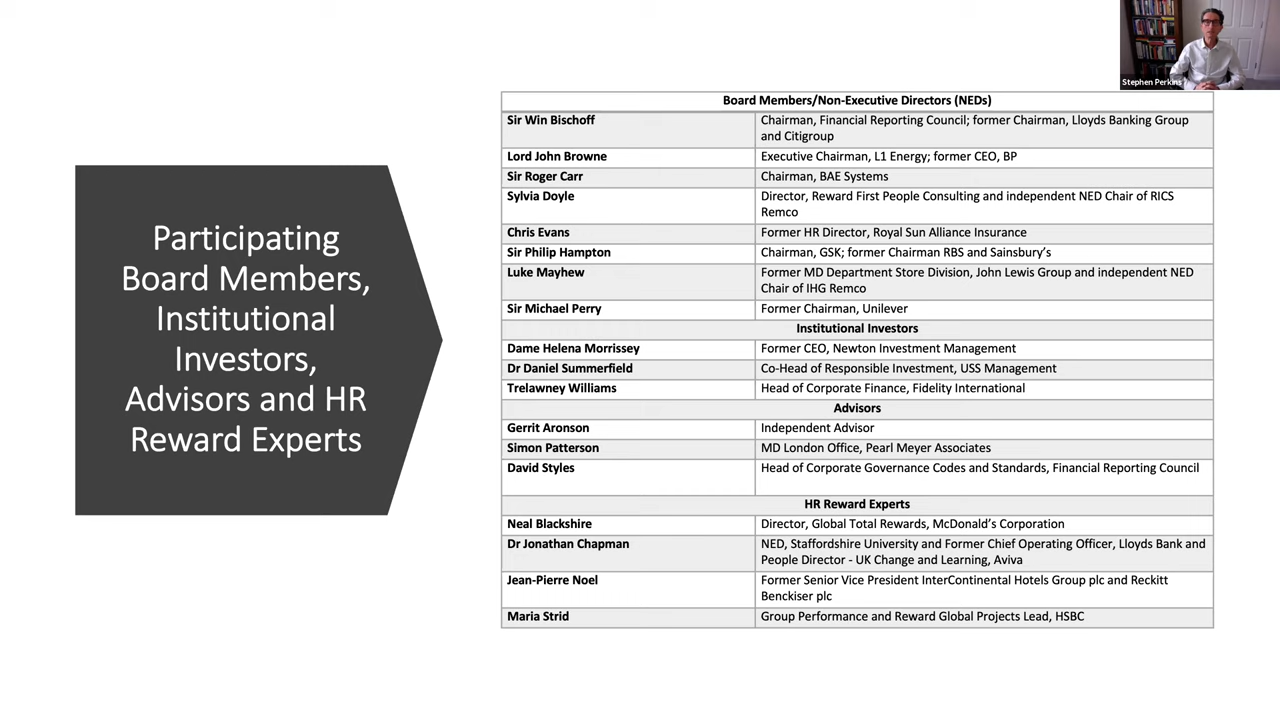 Stephen Perkins
Participating
Board Members,
Institutional
Investors,
Advisors and HR
Reward Experts
Board Members/Non-Executive Directors (NEDs)
Sir Win Bischoff
Chairman, Financial Reporting Council; former Chairman, Lloyds Banking Group
and Citigroup
Lord John Browne
Executive Chairman, L1 Energy; former CEO, BP
Sir Roger Carr
Chairman, BAE Systems
Sylvia Doyle
Director, Reward First People Consulting and independent NED Chair of RICS
Remco
Chris Evans
Former HR Director, Royal Sun Alliance Insurance
Sir Philip Hampton
Chairman, GSK; former Chairman RBS and Sainsbury's
Luke Mayhew
Former MD Department Store Division, John Lewis Group and independent NED
Chair of IHG Remco
Sir Michael Perry
Former Chairman, Unilever
Institutional Investors
Dame Helena Morrissey
Former CEO, Newton Investment Management
Dr Daniel Summerfield
Co-Head of Responsible Investment, USS Management
Trelawney Williams
Head of Corporate Finance, Fidelity International
Advisors
Gerrit Aronson
Independent Advisor
Simon Patterson
MD London Office, Pearl Meyer Associates
David Styles
Head of Corporate Governance Codes and Standards, Financial Reporting Council
HR Reward Experts
Neal Blackshire
Director, Global Total Rewards, McDonald's Corporation
Dr Jonathan Chapman
NED, Staffordshire University and Former Chief Operating Officer, Lloyds Bank and
People Director - UK Change and Learning, Aviva
Jean-Pierre Noel
Former Senior Vice President InterContinental Hotels Group plc and Reckitt
Benckiser plc
Maria Strid
Group Performance and Reward Global Projects Lead, HSBC